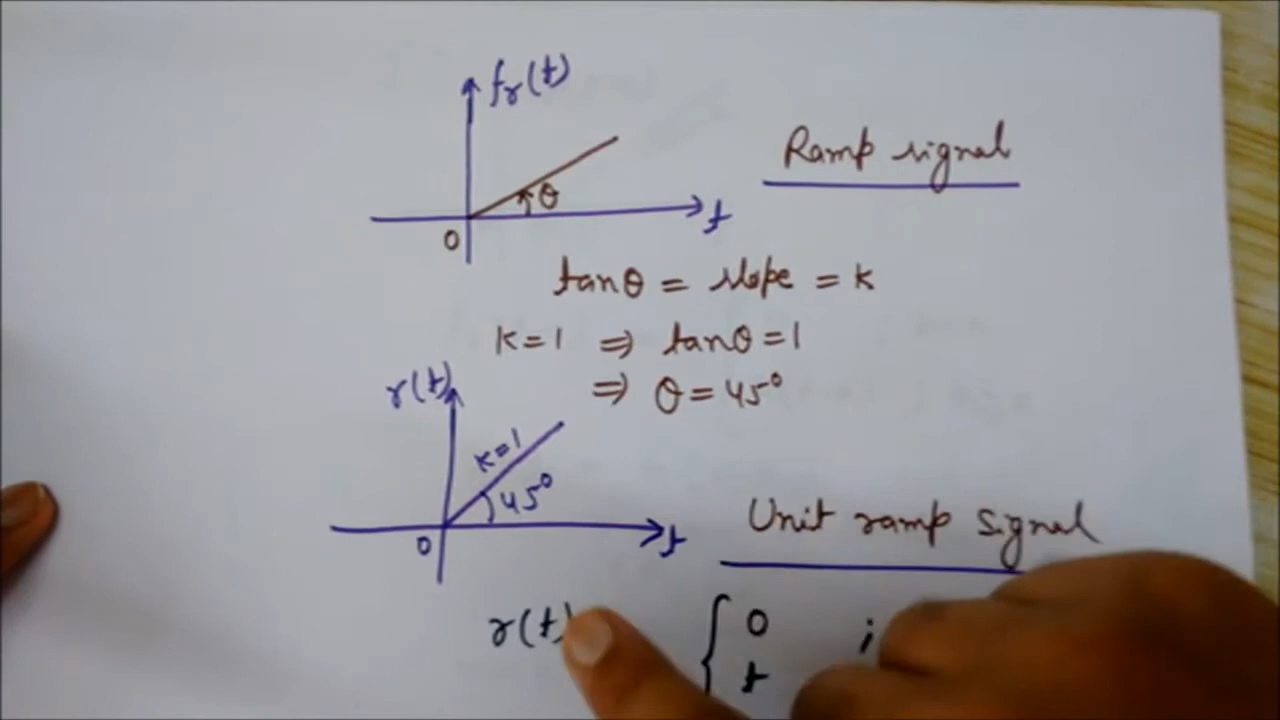 fr(t)
Ramp signal
θ
0
t
tanθ = slope = K
K=1 ⇒ tanθ=1
⇒ θ=45°
r(t)
K=1
45°
0
t
Unit ramp signal
r(t) { 0 ;
t